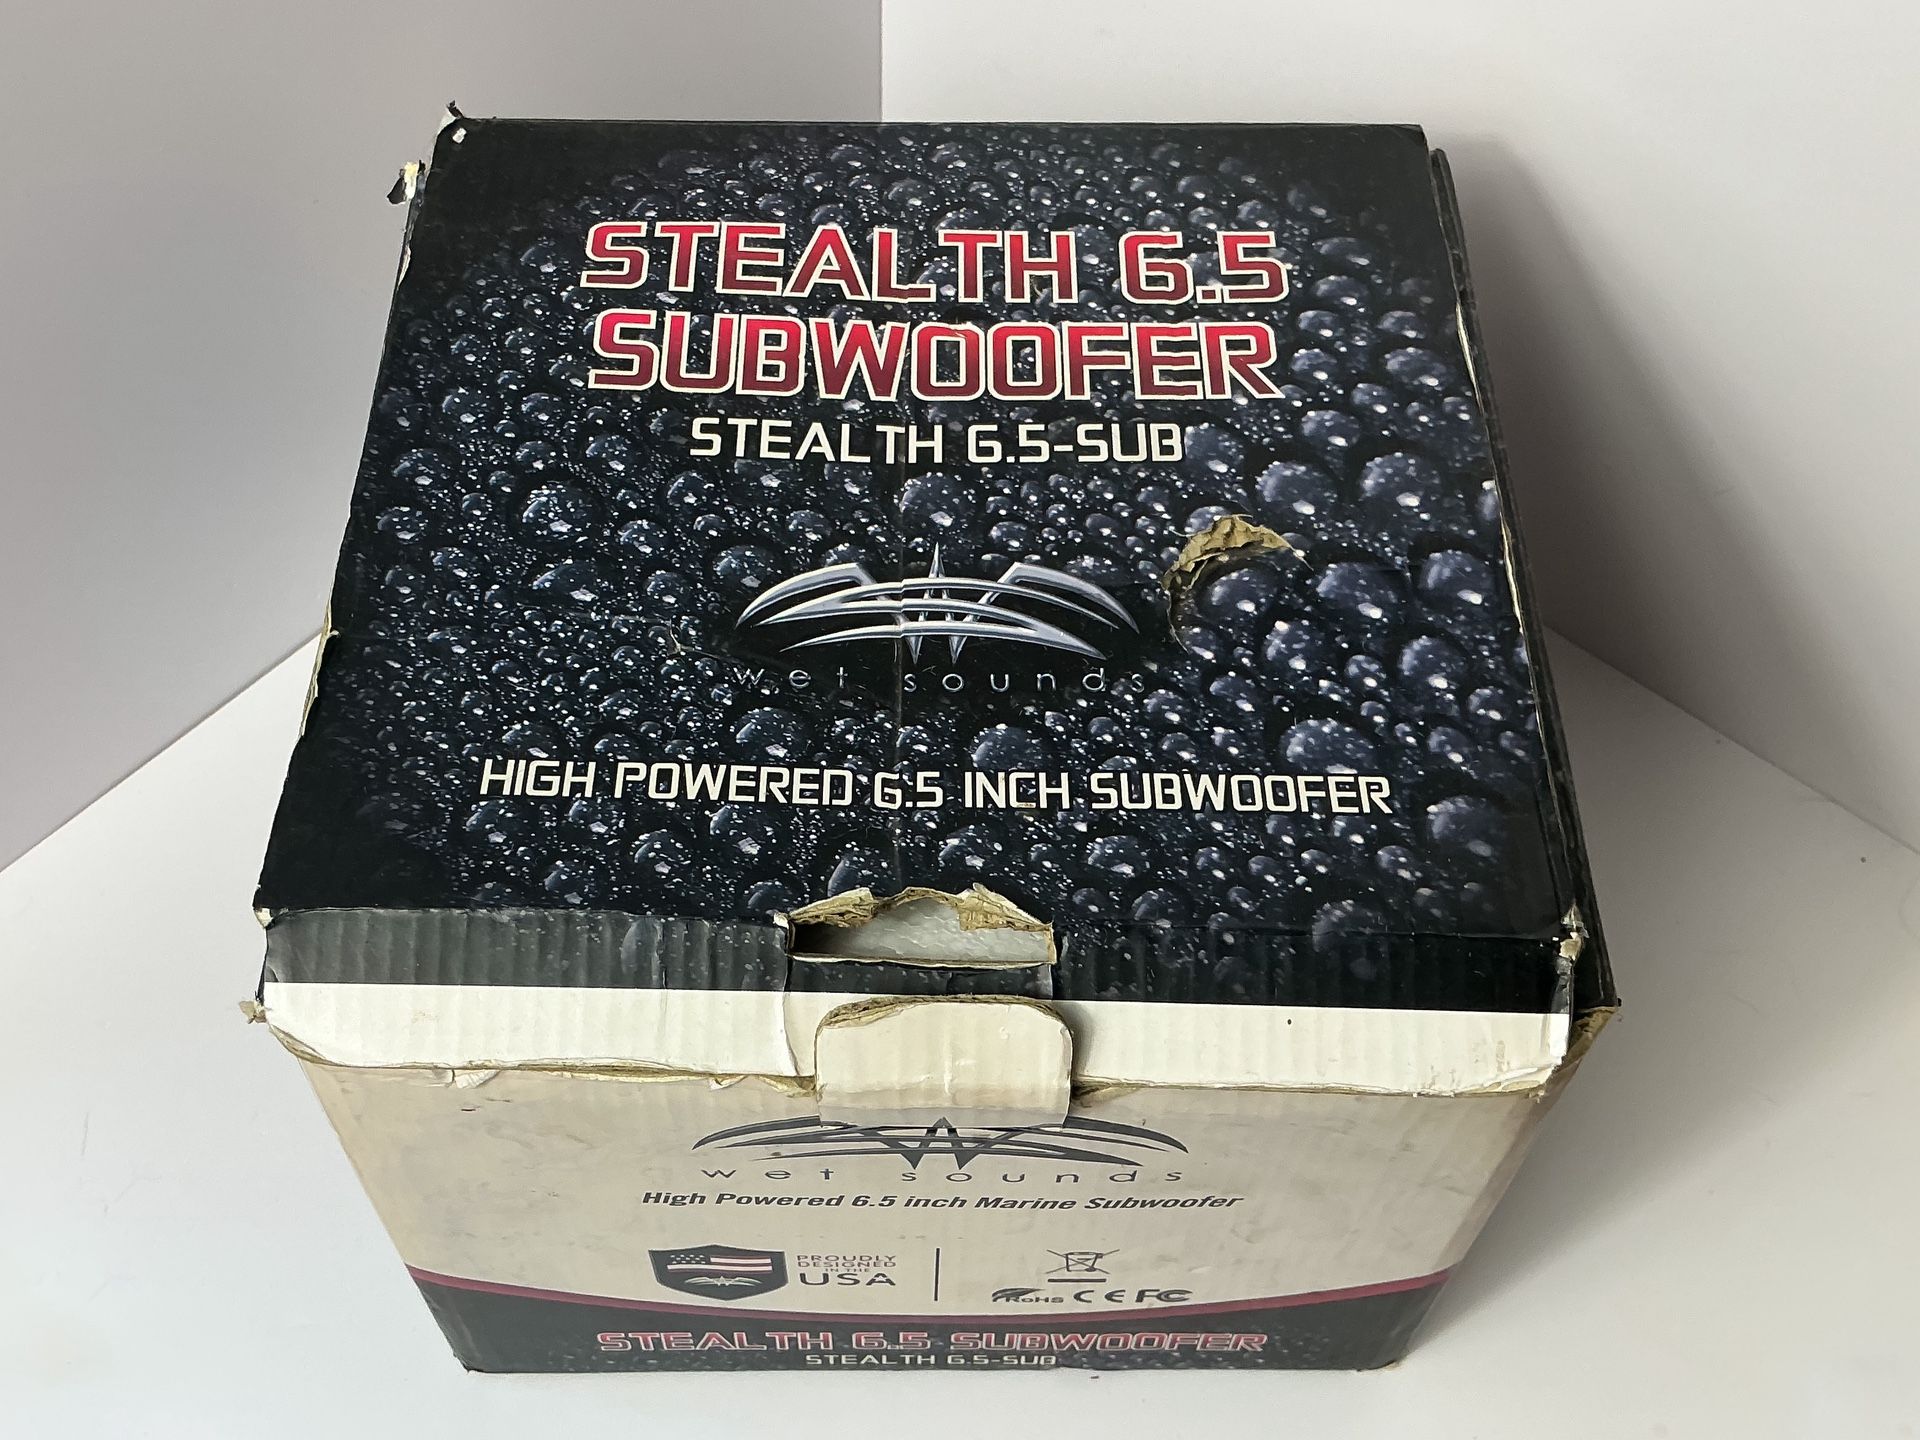 STEALTH 6.5
SUBWOOFER
STEALTH 6.5-SUB
wet sounds
HIGH POWERED 6.5 INCH SUBWOOFER
wet sounds
High Powered 6.5 inch Marine Subwoofer
PROUDLY
DESIGNED
IN THE
USA
RoHS CE FC
STEALTH 6.5 SUBWOOFER
STEALTH 6.5-SUB